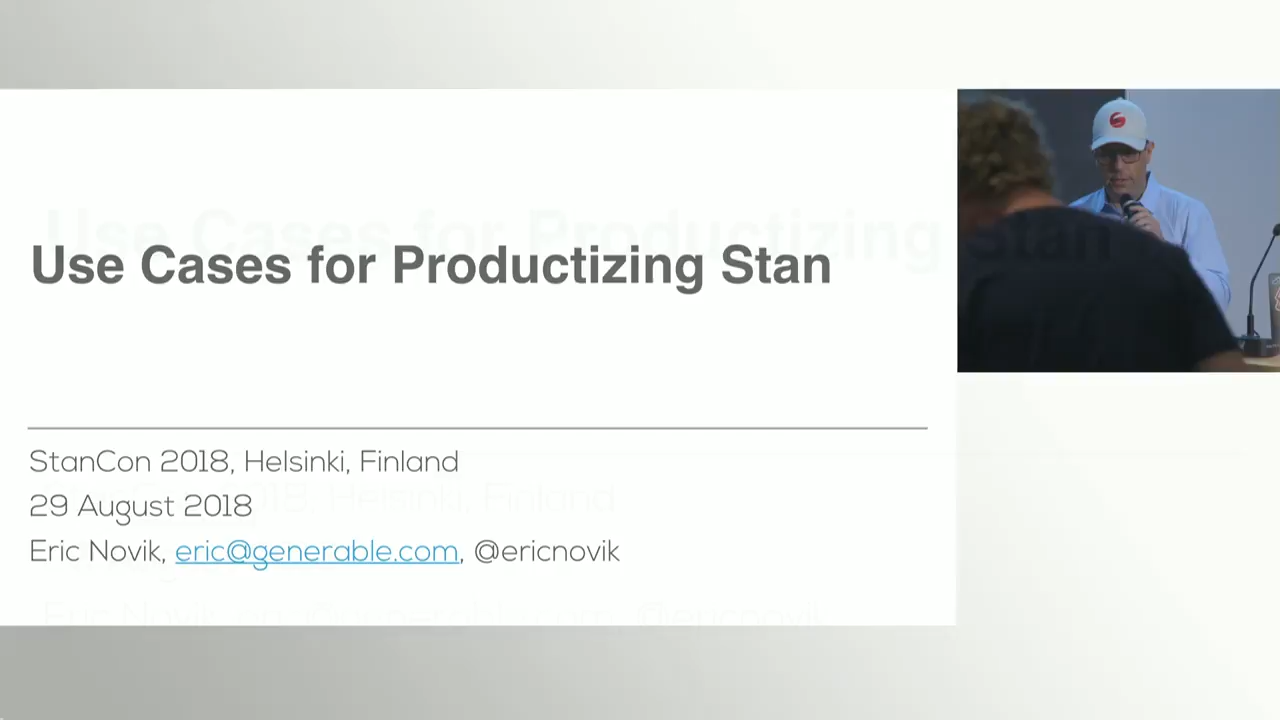 Use Cases for Productizing Stan
StanCon 2018, Helsinki, Finland
29 August 2018
Eric Novik, eric@generable.com, @ericnovik